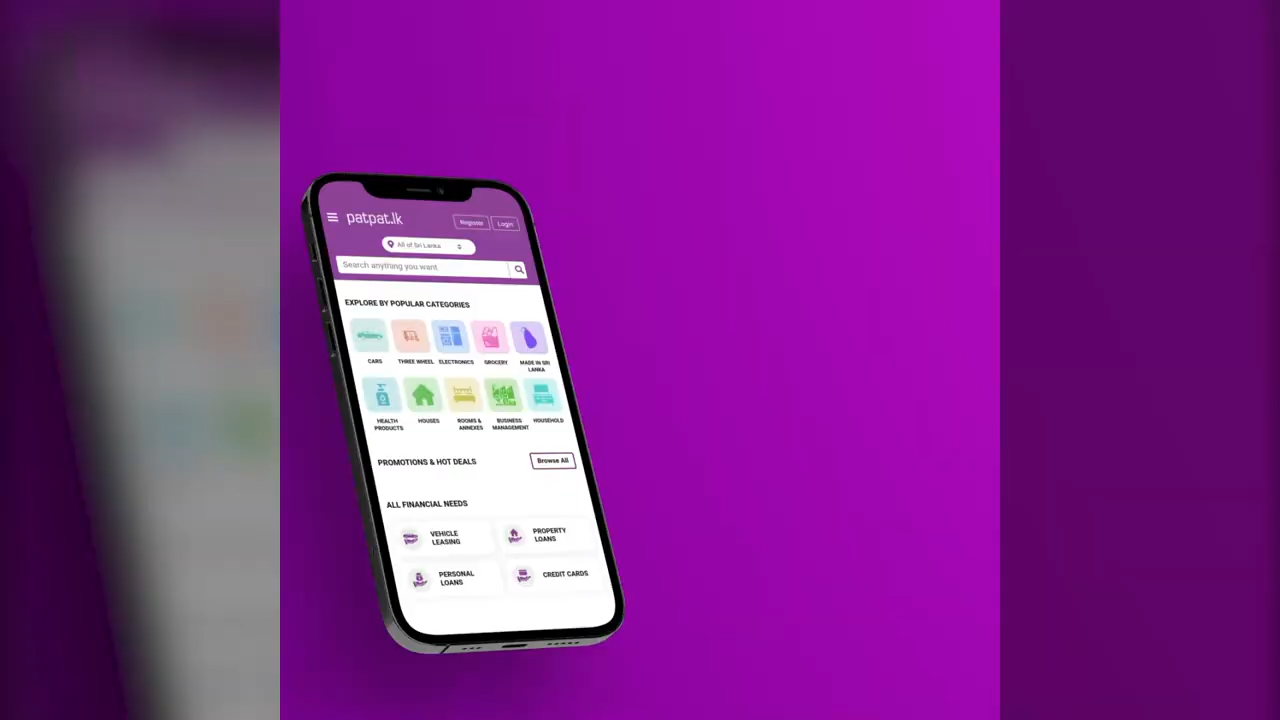 patpat.lk
Register
Login
All of Sri Lanka
Search anything you want
EXPLORE BY POPULAR CATEGORIES
CARS
THREE WHEEL
ELECTRONICS
GROCERY
MADE IN SRI
LANKA
HEALTH
PRODUCTS
HOUSES
ROOMS &
ANNEXES
BUSINESS
MANAGEMENT
HOUSEHOLD
PROMOTIONS & HOT DEALS
Browse All
ALL FINANCIAL NEEDS
VEHICLE
LEASING
PROPERTY
LOANS
PERSONAL
LOANS
CREDIT CARDS